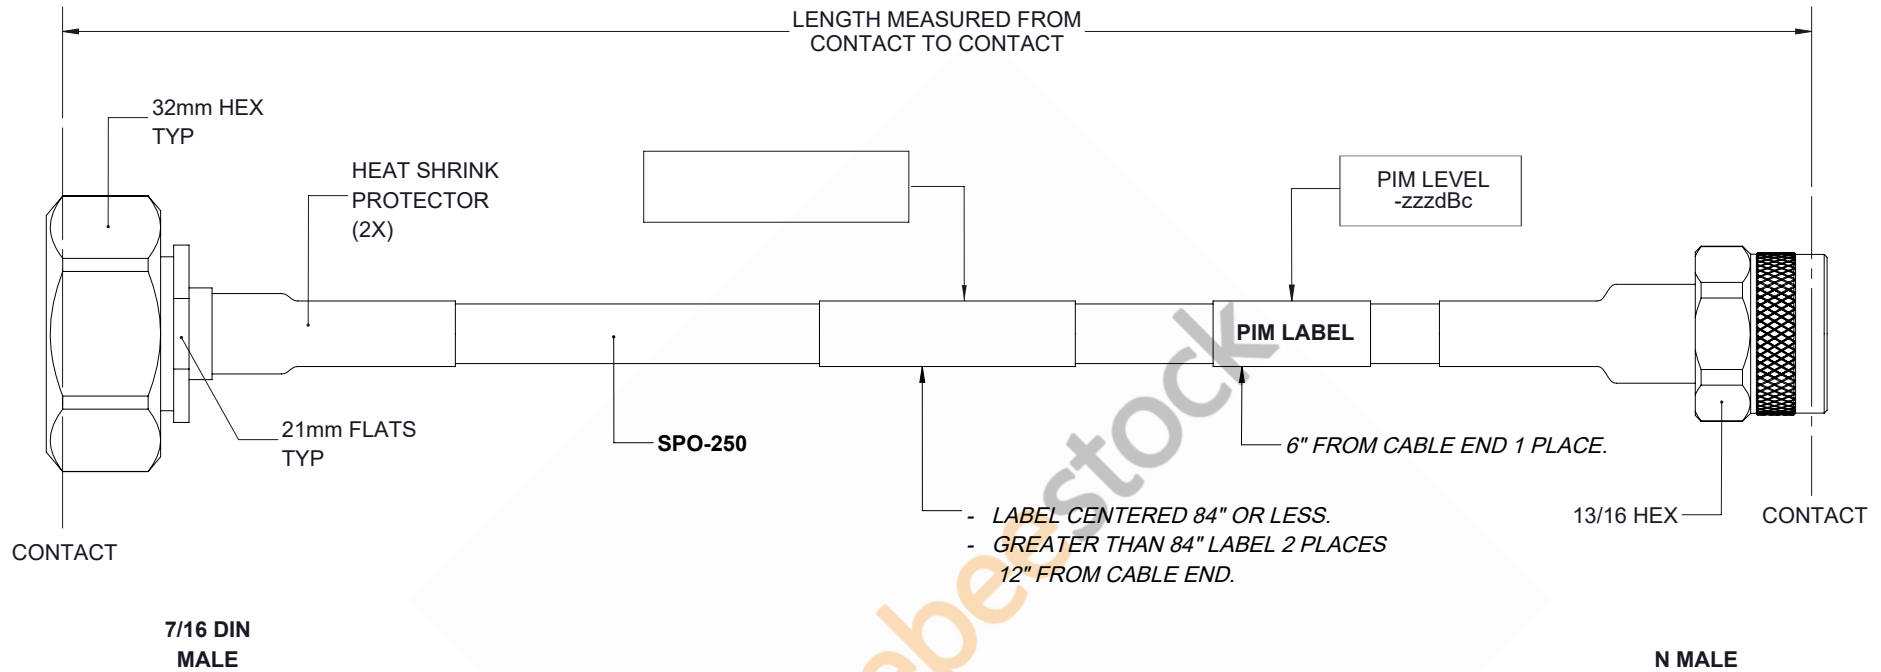 LENGTH MEASURED FROM
CONTACT TO CONTACT
32mm HEX
TYP
HEAT SHRINK
PROTECTOR
(2X)
PIM LEVEL
-zzzdBc
PIM LABEL
21mm FLATS
TYP
SPO-250
6" FROM CABLE END 1 PLACE.
- LABEL CENTERED 84" OR LESS.
- GREATER THAN 84" LABEL 2 PLACES
12" FROM CABLE END.
13/16 HEX
CONTACT
CONTACT
7/16 DIN
MALE
N MALE
ebeestock